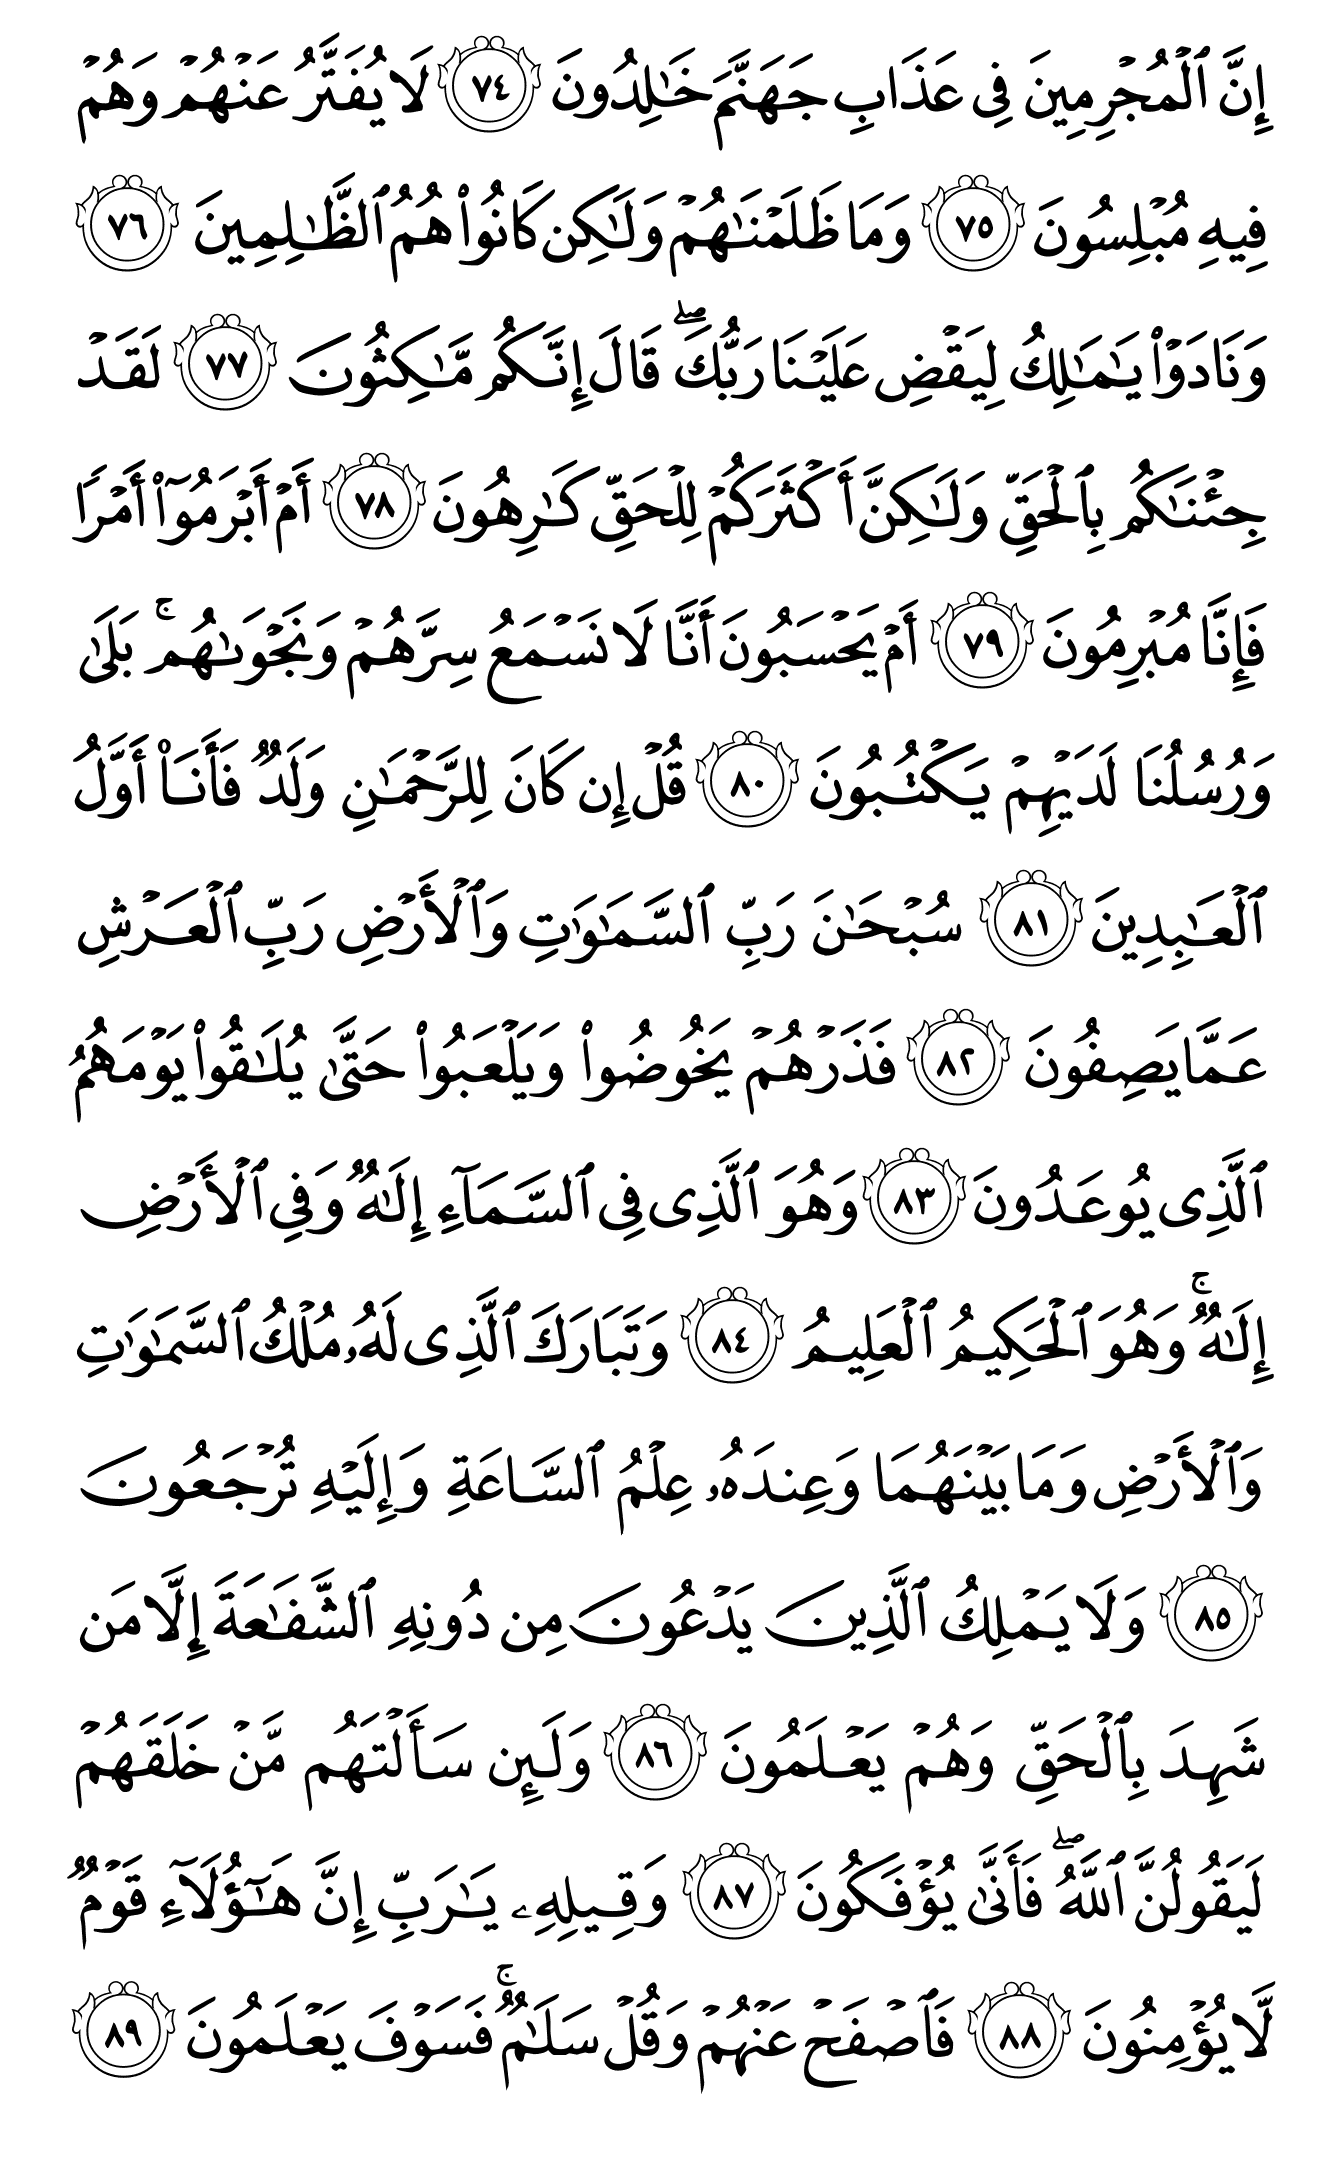 إِنَّ ٱلْمُجْرِمِينَ فِى عَذَابِ جَهَنَّمَ خَٰلِدُونَ ٧٤ لَا يُفَتَّرُ عَنْهُمْ وَهُمْ
فِيهِ مُبْلِسُونَ ٧٥ وَمَا ظَلَمْنَٰهُمْ وَلَٰكِن كَانُوا۟ هُمُ ٱلظَّٰلِمِينَ ٧٦
وَنَادَوْا۟ يَٰمَٰلِكُ لِيَقْضِ عَلَيْنَا رَبُّكَ ۖ قَالَ إِنَّكُم مَّٰكِثُونَ ٧٧ لَقَدْ
جِئْنَٰكُم بِٱلْحَقِّ وَلَٰكِنَّ أَكْثَرَكُمْ لِلْحَقِّ كَٰرِهُونَ ٧٨ أَمْ أَبْرَمُوٓا۟ أَمْرًا
فَإِنَّا مُبْرِمُونَ ٧٩ أَمْ يَحْسَبُونَ أَنَّا لَا نَسْمَعُ سِرَّهُمْ وَنَجْوَىٰهُم ۚ بَلَىٰ
وَرُسُلُنَا لَدَيْهِمْ يَكْتُبُونَ ٨٠ قُلْ إِن كَانَ لِلرَّحْمَٰنِ وَلَدٌ فَأَنَا۠ أَوَّلُ
ٱلْعَٰبِدِينَ ٨١ سُبْحَٰنَ رَبِّ ٱلسَّمَٰوَٰتِ وَٱلْأَرْضِ رَبِّ ٱلْعَرْشِ
عَمَّا يَصِفُونَ ٨٢ فَذَرْهُمْ يَخُوضُوا۟ وَيَلْعَبُوا۟ حَتَّىٰ يُلَٰقُوا۟ يَوْمَهُمُ
ٱلَّذِى يُوعَدُونَ ٨٣ وَهُوَ ٱلَّذِى فِى ٱلسَّمَآءِ إِلَٰهٌ وَفِى ٱلْأَرْضِ
إِلَٰهٌ ۚ وَهُوَ ٱلْحَكِيمُ ٱلْعَلِيمُ ٨٤ وَتَبَارَكَ ٱلَّذِى لَهُۥ مُلْكُ ٱلسَّمَٰوَٰتِ
وَٱلْأَرْضِ وَمَا بَيْنَهُمَا وَعِندَهُۥ عِلْمُ ٱلسَّاعَةِ وَإِلَيْهِ تُرْجَعُونَ
٨٥ وَلَا يَمْلِكُ ٱلَّذِينَ يَدْعُونَ مِن دُونِهِ ٱلشَّفَٰعَةَ إِلَّا مَن
شَهِدَ بِٱلْحَقِّ وَهُمْ يَعْلَمُونَ ٨٦ وَلَئِن سَأَلْتَهُم مَّنْ خَلَقَهُمْ
لَيَقُولُنَّ ٱللَّهُ ۖ فَأَنَّىٰ يُؤْفَكُونَ ٨٧ وَقِيلِهِۦ يَٰرَبِّ إِنَّ هَٰٓؤُلَآءِ قَوْمٌ
لَّا يُؤْمِنُونَ ٨٨ فَٱصْفَحْ عَنْهُمْ وَقُلْ سَلَٰمٌ ۚ فَسَوْفَ يَعْلَمُونَ ٨٩